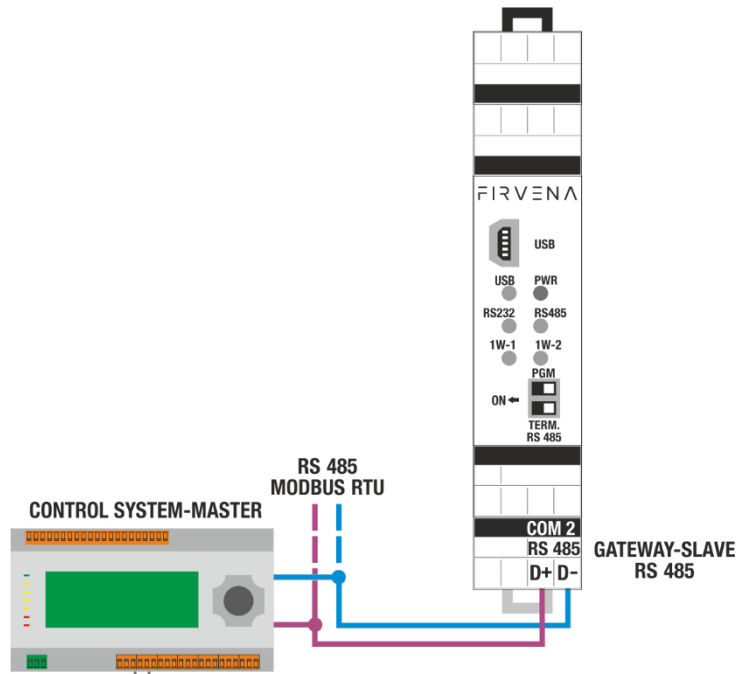 FIRVENA
USB
USB PWR
RS232 RS485
1W-1 1W-2
PGM
ON
TERM.
RS 485
RS 485
MODBUS RTU
CONTROL SYSTEM-MASTER
COM 2
RS 485
D+ D-
GATEWAY-SLAVE
RS 485